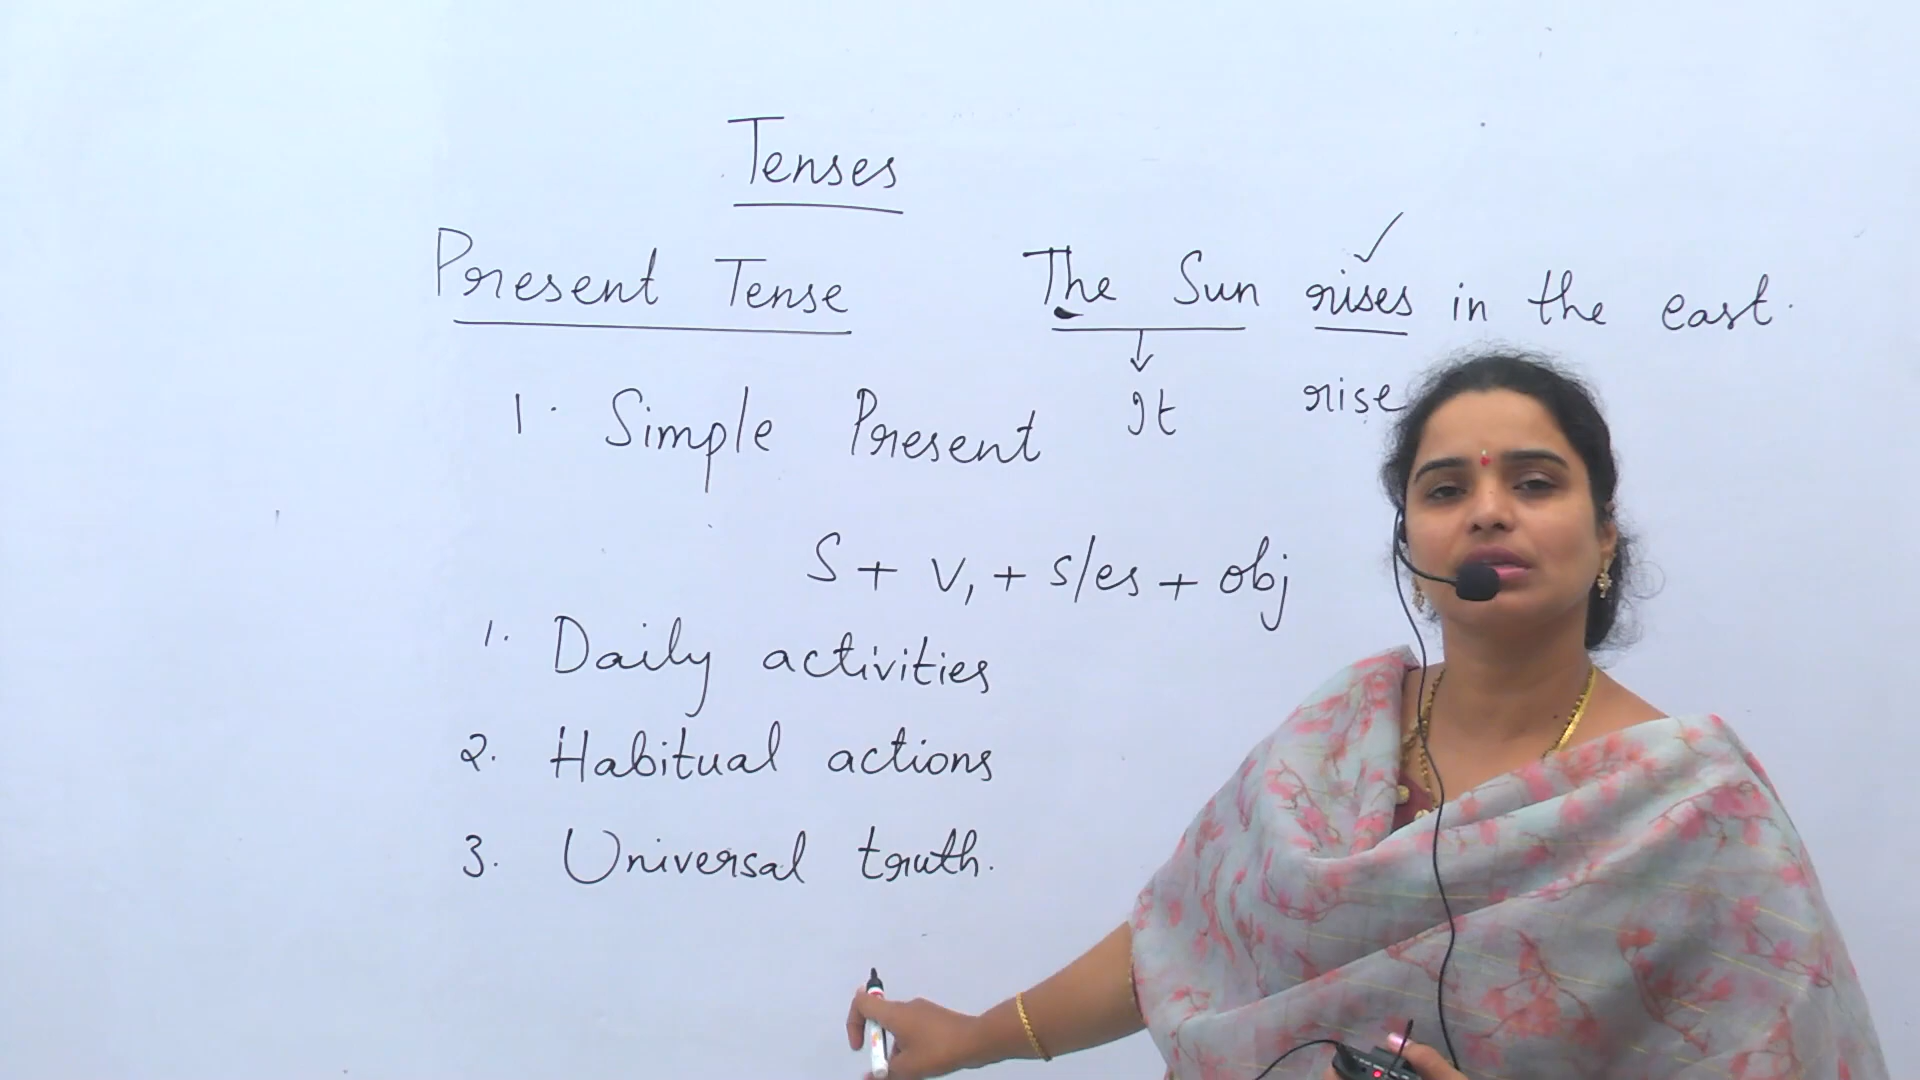 Tenses
Present Tense
1. Simple Present
The Sun rises in the east.
It
rise
S + V1 + s/es + obj
1. Daily activities
2. Habitual actions
3. Universal truth.